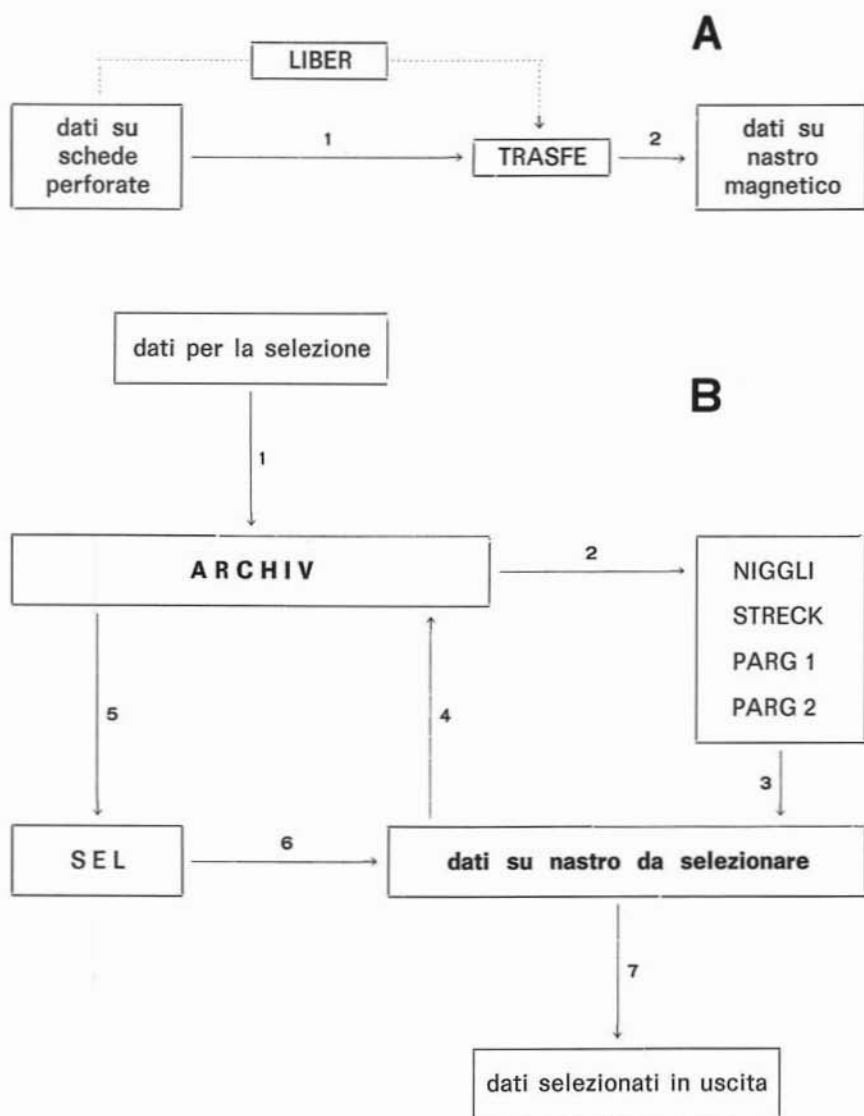 A
LIBER
dati su
schede
perforate
1
TRASFE
2
dati su
nastro
magnetico
dati per la selezione
B
1
ARCHIV
2
NIGGLI
STRECK
PARG 1
PARG 2
5
4
3
SEL
6
dati su nastro da selezionare
7
dati selezionati in uscita